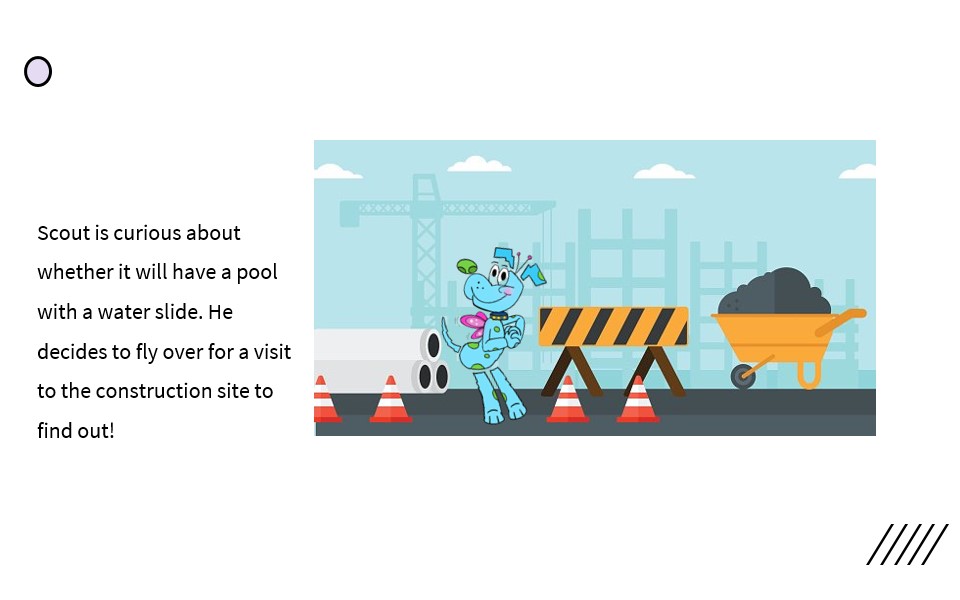 Scout is curious about
whether it will have a pool
with a water slide. He
decides to fly over for a visit
to the construction site to
find out!